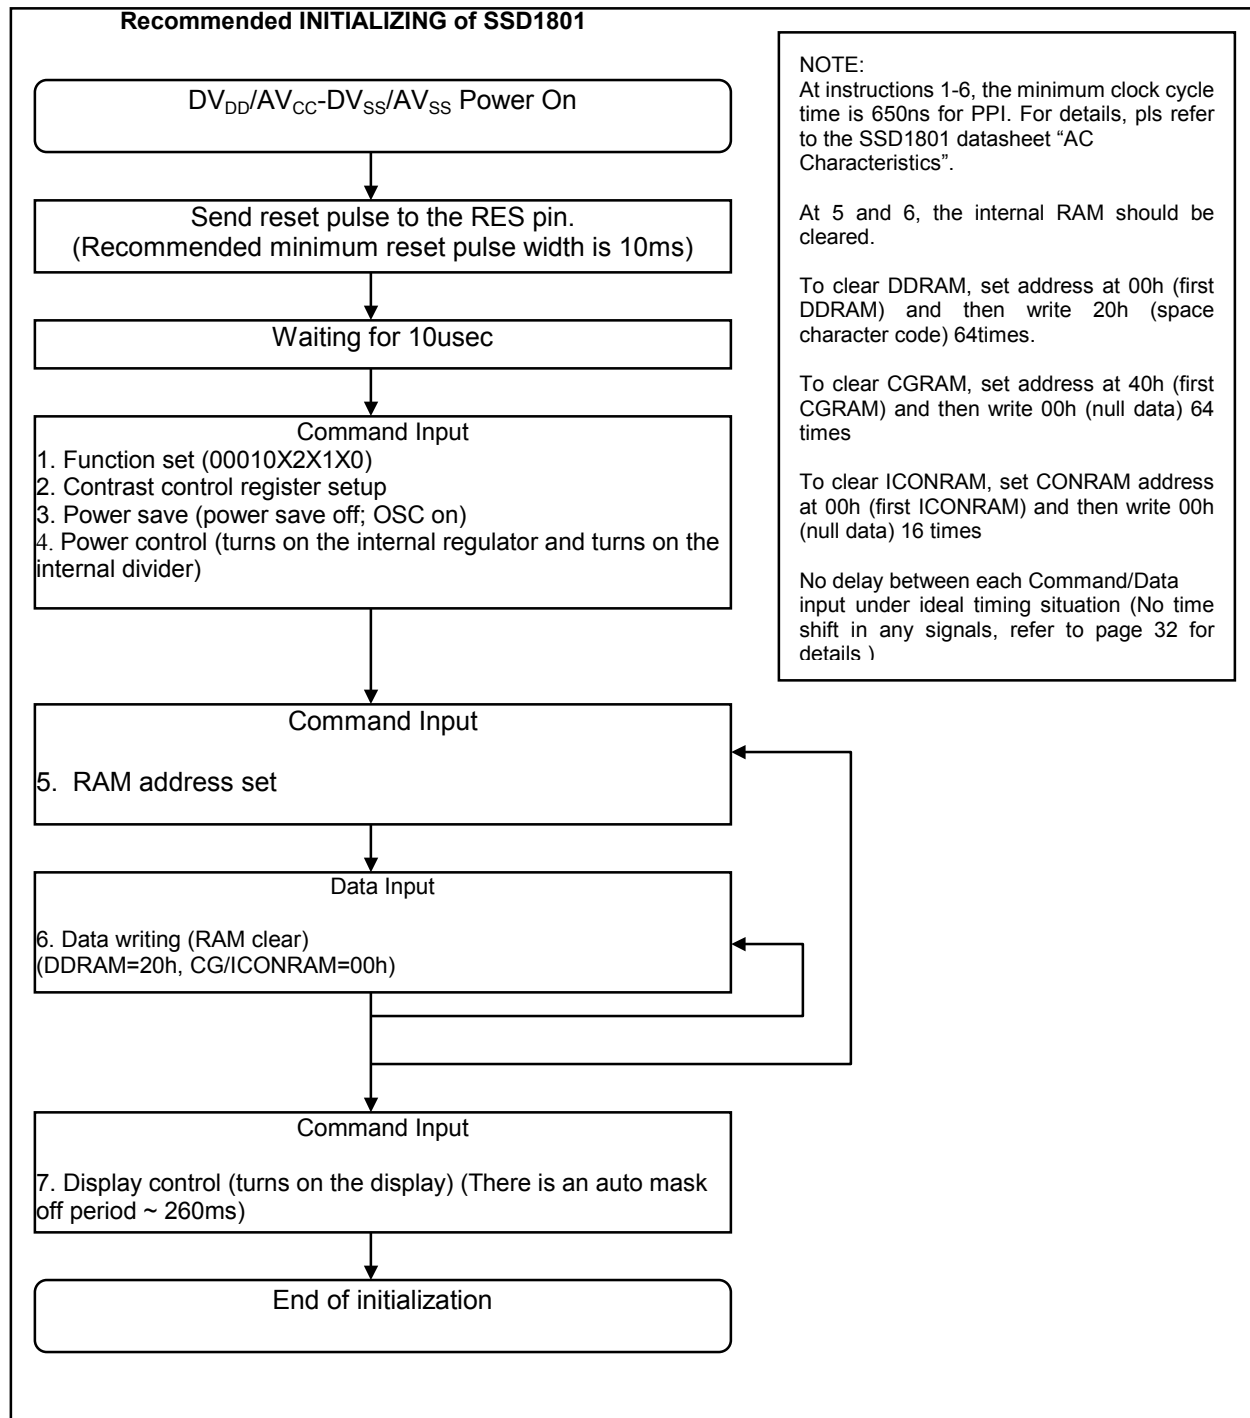 Recommended INITIALIZING of SSD1801
DVDD/AVCC-DVSS/AVSS Power On
Send reset pulse to the RES pin.
(Recommended minimum reset pulse width is 10ms)
Waiting for 10usec
Command Input
1. Function set (00010X2X1X0)
2. Contrast control register setup
3. Power save (power save off; OSC on)
4. Power control (turns on the internal regulator and turns on the
internal divider)
Command Input
5. RAM address set
Data Input
6. Data writing (RAM clear)
(DDRAM=20h, CG/ICONRAM=00h)
Command Input
7. Display control (turns on the display) (There is an auto mask
off period ~ 260ms)
End of initialization
NOTE:
At instructions 1-6, the minimum clock cycle
time is 650ns for PPI. For details, pls refer
to the SSD1801 datasheet “AC
Characteristics”.
At 5 and 6, the internal RAM should be
cleared.
To clear DDRAM, set address at 00h (first
DDRAM) and then write 20h (space
character code) 64times.
To clear CGRAM, set address at 40h (first
CGRAM) and then write 00h (null data) 64
times
To clear ICONRAM, set CONRAM address
at 00h (first ICONRAM) and then write 00h
(null data) 16 times
No delay between each Command/Data
input under ideal timing situation (No time
shift in any signals, refer to page 32 for
details )